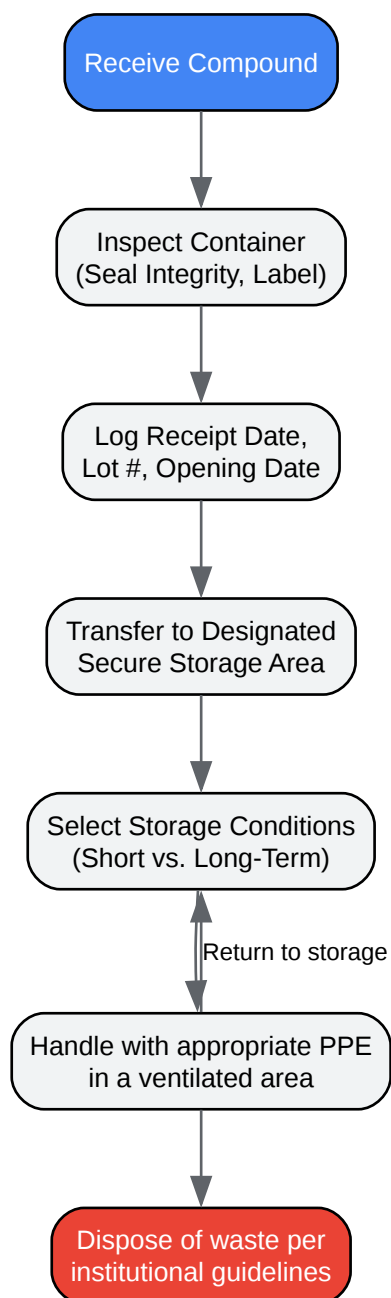 Receive Compound
Inspect Container
(Seal Integrity, Label)
Log Receipt Date,
Lot #, Opening Date
Transfer to Designated
Secure Storage Area
Select Storage Conditions
(Short vs. Long-Term)
Return to storage
Handle with appropriate PPE
in a ventilated area
Dispose of waste per
institutional guidelines